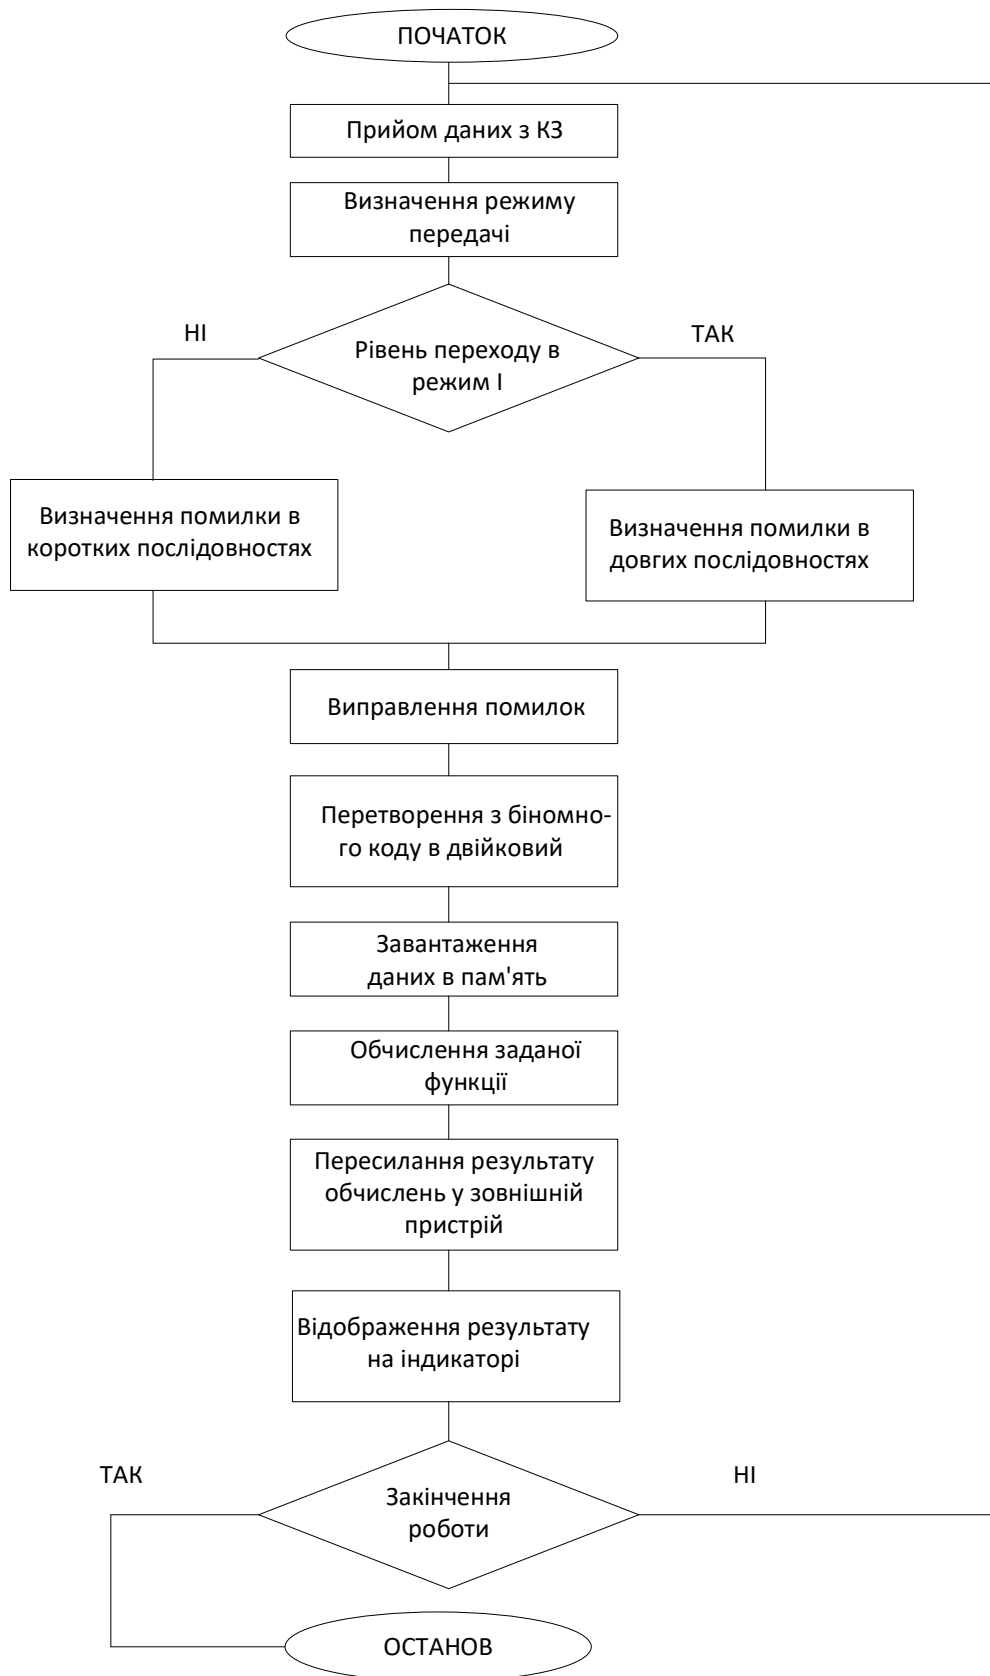 ПОЧАТОК
Прийом даних з КЗ
Визначення режиму
передачі
НІ
ТАК
Рівень переходу в
режим І
Визначення помилки в
коротких послідовностях
Визначення помилки в
довгих послідовностях
Виправлення помилок
Перетворення з біномно-
го коду в двійковий
Завантаження
даних в пам'ять
Обчислення заданої
функції
Пересилання результату
обчислень у зовнішній
пристрій
Відображення результату
на індикаторі
ТАК
НІ
Закінчення
роботи
ОСТАНОВ